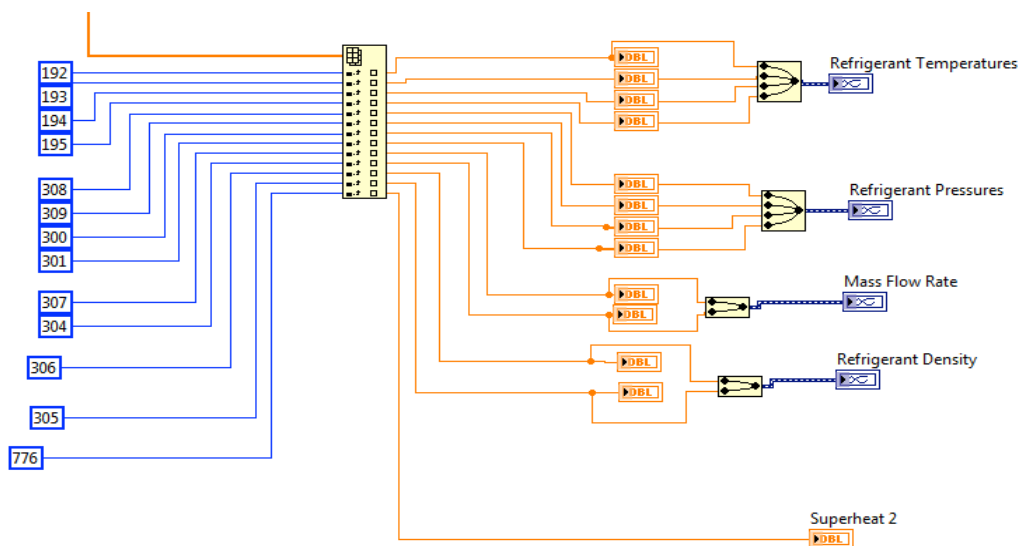 192
193
194
195
308
309
300
301
307
304
306
305
776
DBL
DBL
DBL
DBL
Refrigerant Temperatures
DBL
DBL
DBL
DBL
Refrigerant Pressures
DBL
DBL
Mass Flow Rate
DBL
DBL
Refrigerant Density
Superheat 2
DBL